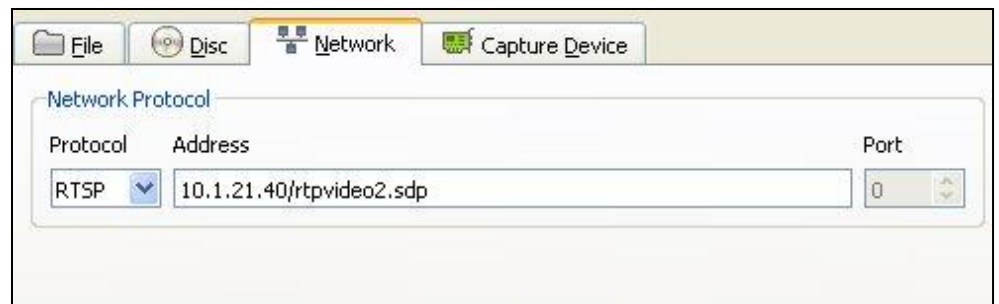 File Disc Network Capture Device
Network Protocol
Protocol Address Port
RTSP 10.1.21.40/rtpvideo2.sdp 0